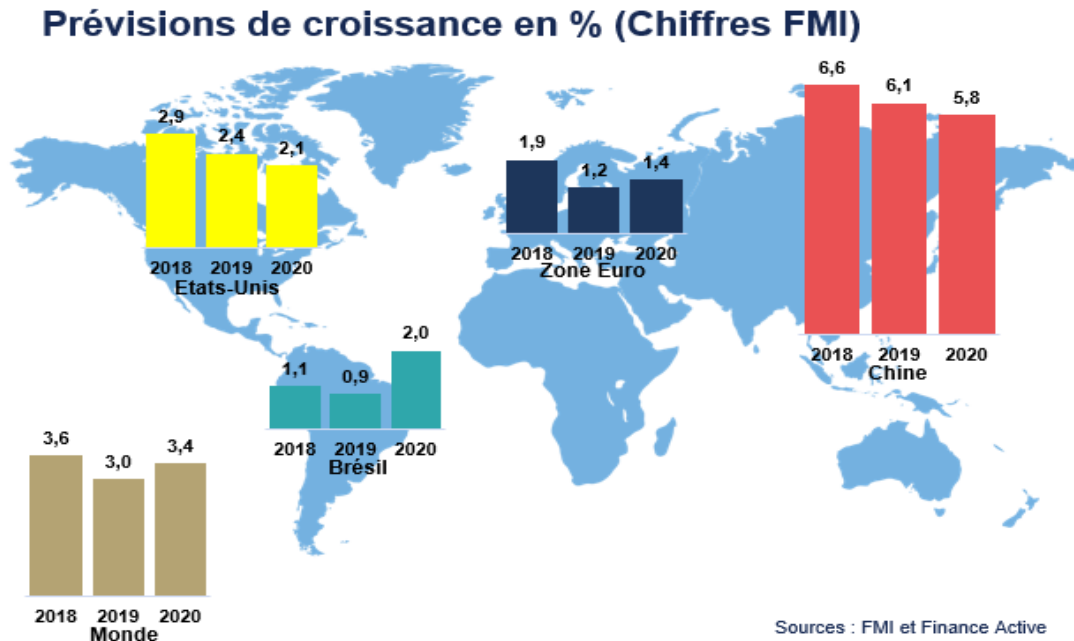 Prévisions de croissance en % (Chiffres FMI)
2,9
2,4
2,1
2018 2019 2020
Etats-Unis
1,9
1,2
1,4
2018 2019 2020
Zone Euro
6,6
6,1
5,8
2018 2019 2020
Chine
1,1
0,9
2,0
2018 2019 2020
Brésil
3,6
3,0
3,4
2018 2019 2020
Monde
Sources : FMI et Finance Active